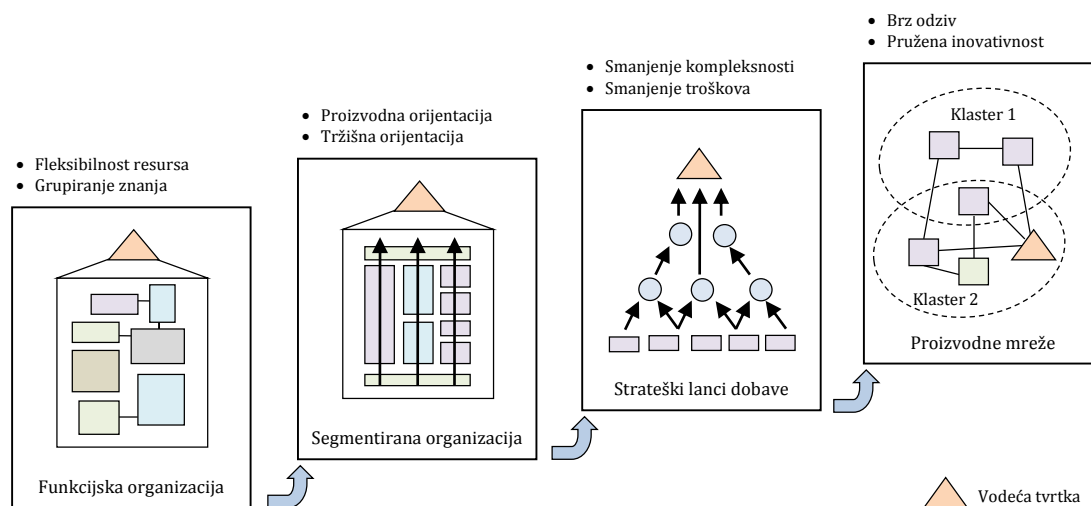 • Fleksibilnost resursa
• Grupiranje znanja
Funkcijska organizacija
• Proizvodna orijentacija
• Tržišna orijentacija
Segmentirana organizacija
• Smanjenje kompleksnosti
• Smanjenje troškova
Strateški lanci dobave
• Brz odziv
• Pružena inovativnost
Klaster 1
Klaster 2
Proizvodne mreže
Vodeća tvrtka